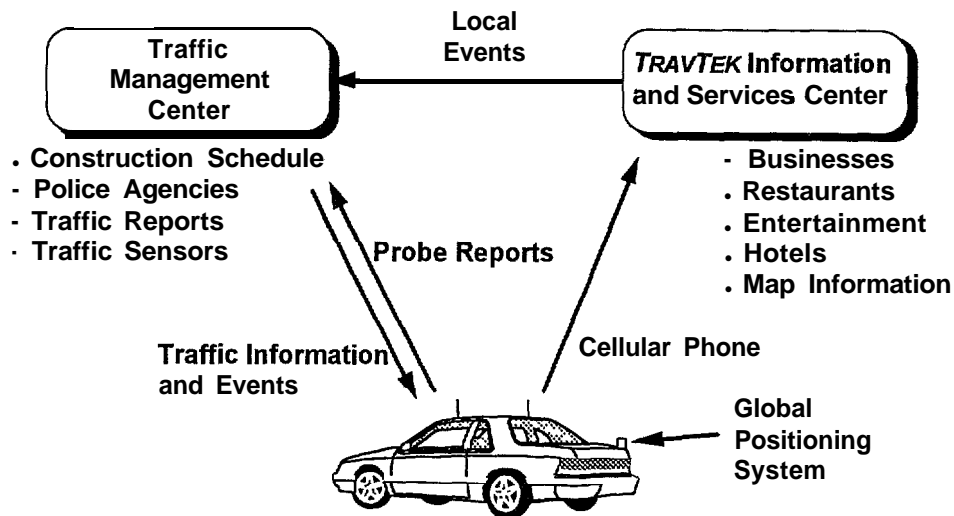 Traffic
Management
Center
Local
Events
TRAVTEK Information
and Services Center
. Construction Schedule
- Police Agencies
- Traffic Reports
· Traffic Sensors
- Businesses
. Restaurants
. Entertainment
. Hotels
. Map Information
Probe Reports
Traffic Information
and Events
Cellular Phone
Global
Positioning
System